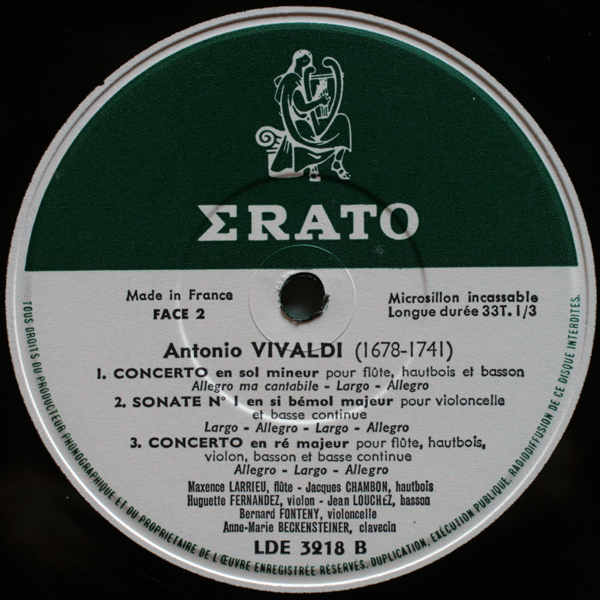 ΣRATO
Made in France
FACE 2
Microsillon incassable
Longue durée 33T. 1/3
Antonio VIVALDI (1678-1741)
1. CONCERTO en sol mineur pour flûte, hautbois et basson
Allegro ma cantabile - Largo - Allegro
2. SONATE N° 1 en si bémol majeur pour violoncelle
et basse continue
Largo - Allegro - Largo - Allegro
3. CONCERTO en ré majeur pour flûte, hautbois,
violon, basson et basse continue
Allegro - Largo - Allegro
Maxence LARRIEU, flûte - Jacques CHAMBON, hautbois
Huguette FERNANDEZ, violon - Jean LOUCHEZ, basson
Bernard FONTENY, violoncelle
Anne-Marie BECKENSTEINER, clavecin
LDE 3218 B
TOUS DROITS DU PRODUCTEUR PHONOGRAPHIQUE ET DU PROPRIETAIRE DE L'ŒUVRE ENREGISTRÉE RÉSERVÉS. DUPLICATION, EXÉCUTION PUBLIQUE, RADIODIFFUSION DE CE DISQUE INTERDITES.